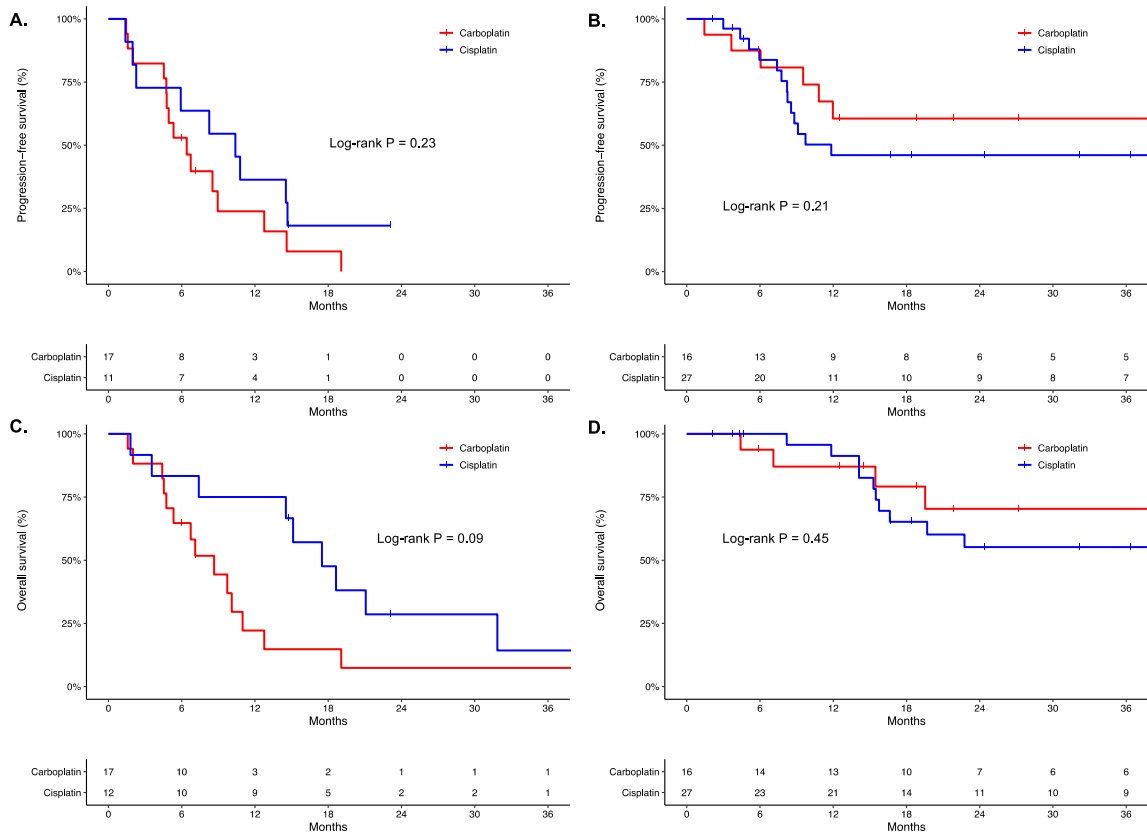 A.
100%
75%
50%
25%
0%
Progression−free survival (%)
Carboplatin
Cisplatin
Log-rank P = 0.23
0 6 12 18 24 30 36
Months
Carboplatin 17 8 3 1 0 0 0
Cisplatin 11 7 4 1 0 0 0
0 6 12 18 24 30 36
Months
B.
100%
75%
50%
25%
0%
Progression−free survival (%)
Carboplatin
Cisplatin
Log-rank P = 0.21
0 6 12 18 24 30 36
Months
Carboplatin 16 13 9 8 6 5 5
Cisplatin 27 20 11 10 9 8 7
0 6 12 18 24 30 36
Months
C.
100%
75%
50%
25%
0%
Overall survival (%)
Carboplatin
Cisplatin
Log-rank P = 0.09
0 6 12 18 24 30 36
Months
Carboplatin 17 10 3 2 1 1 1
Cisplatin 12 10 9 5 2 2 1
0 6 12 18 24 30 36
Months
D.
100%
75%
50%
25%
0%
Overall survival (%)
Carboplatin
Cisplatin
Log-rank P = 0.45
0 6 12 18 24 30 36
Months
Carboplatin 16 14 13 10 7 6 6
Cisplatin 27 23 21 14 11 10 9
0 6 12 18 24 30 36
Months